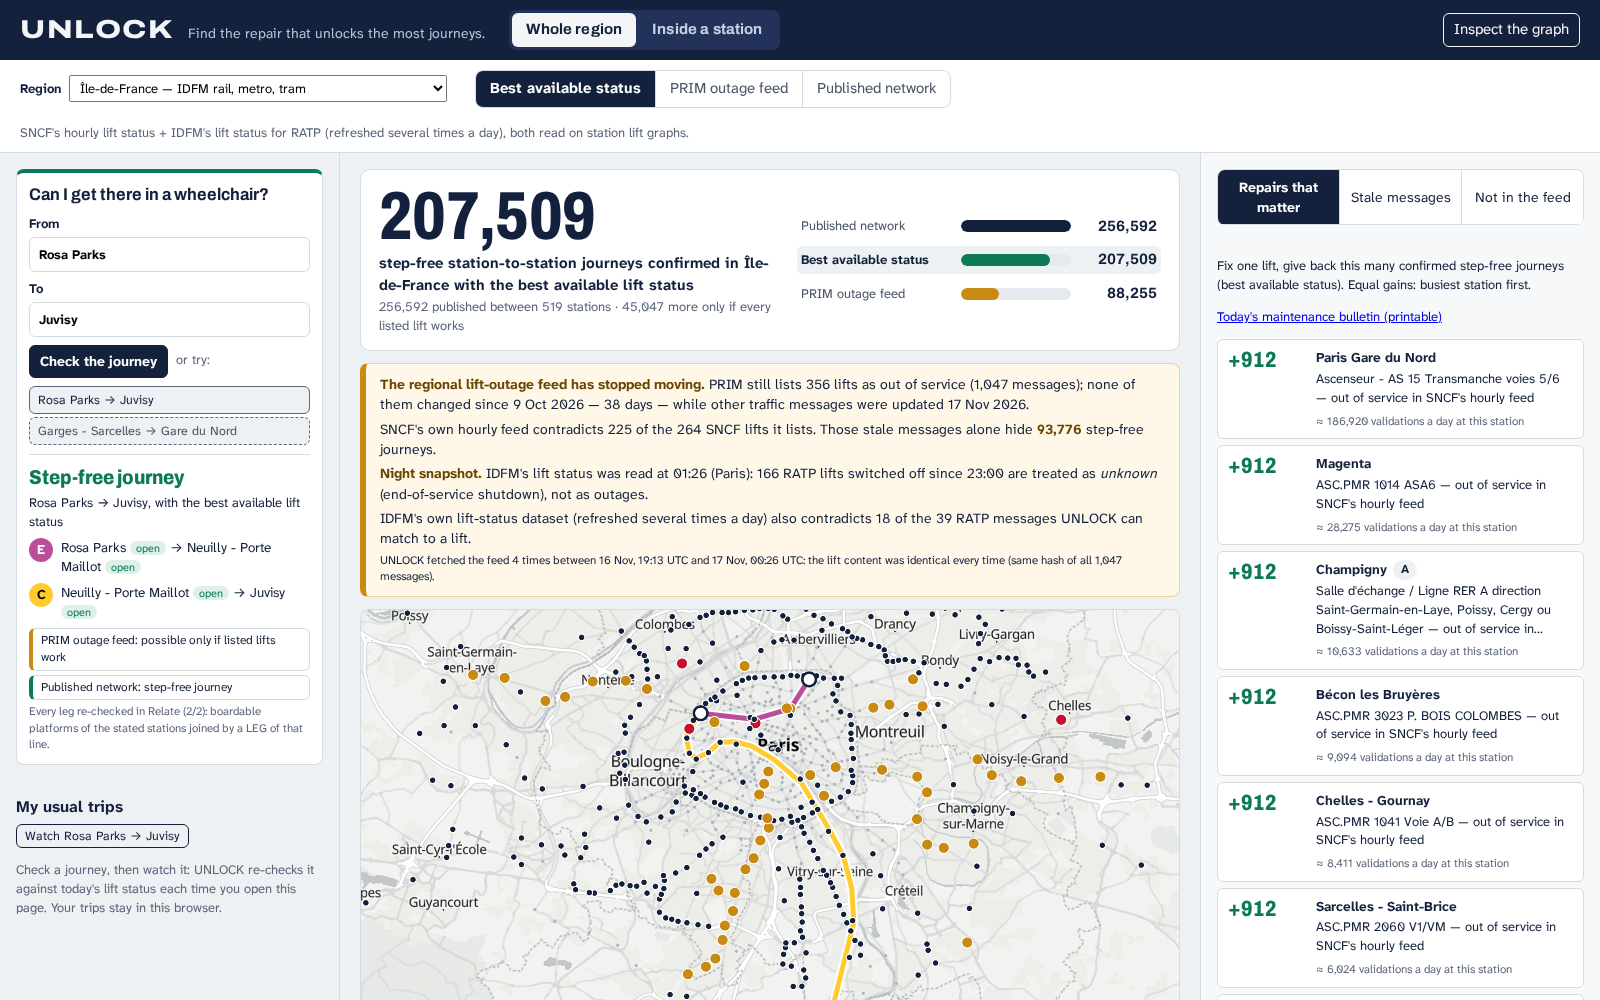 UNLOCK
Find the repair that unlocks the most journeys.
Whole region
Inside a station
Inspect the graph
Region
Île-de-France — IDFM rail, metro, tram
Best available status
PRIM outage feed
Published network
SNCF's hourly lift status + IDFM's lift status for RATP (refreshed several times a day), both read on station lift graphs.
Can I get there in a wheelchair?
From
Rosa Parks
To
Juvisy
Check the journey
or try:
Rosa Parks → Juvisy
Garges - Sarcelles → Gare du Nord
Step-free journey
Rosa Parks → Juvisy, with the best available lift
status
E Rosa Parks open → Neuilly - Porte
Maillot open
C Neuilly - Porte Maillot open → Juvisy
open
PRIM outage feed: possible only if listed lifts
work
Published network: step-free journey
Every leg re-checked in Relate (2/2): boardable
platforms of the stated stations joined by a LEG of that
line.
My usual trips
Watch Rosa Parks → Juvisy
Check a journey, then watch it: UNLOCK re-checks it
against today's lift status each time you open this
page. Your trips stay in this browser.
207,509
step-free station-to-station journeys confirmed in Île-
de-France with the best available lift status
256,592 published between 519 stations · 45,047 more only if every
listed lift works
Published network 256,592
Best available status 207,509
PRIM outage feed 88,255
The regional lift-outage feed has stopped moving. PRIM still lists 356 lifts as out of service (1,047 messages); none of
them changed since 9 Oct 2026 — 38 days — while other traffic messages were updated 17 Nov 2026.
SNCF's own hourly feed contradicts 225 of the 264 SNCF lifts it lists. Those stale messages alone hide 93,776 step-free
journeys.
Night snapshot. IDFM's lift status was read at 01:26 (Paris): 166 RATP lifts switched off since 23:00 are treated as unknown
(end-of-service shutdown), not as outages.
IDFM's own lift-status dataset (refreshed several times a day) also contradicts 18 of the 39 RATP messages UNLOCK can
match to a lift.
UNLOCK fetched the feed 4 times between 16 Nov, 19:13 UTC and 17 Nov, 00:26 UTC: the lift content was identical every time (same hash of all 1,047
messages).
Poissy
Colombes
Aubervilliers
Drancy
Livry-Gargan
Saint-Germain-
en-Laye
Nanterre
Bondy
Chelles
Paris
Montreuil
Boulogne-
Billancourt
Noisy-le-Grand
Champigny-
sur-Marne
Saint-Cyr-l'École
Vitry-sur-Seine
Créteil
pes
Guyancourt
Repairs that
matter
Stale messages
Not in the feed
Fix one lift, give back this many confirmed step-free journeys
(best available status). Equal gains: busiest station first.
Today's maintenance bulletin (printable)
+912
Paris Gare du Nord
Ascenseur - AS 15 Transmanche voies 5/6
— out of service in SNCF's hourly feed
≈ 186,920 validations a day at this station
+912
Magenta
ASC.PMR 1014 ASA6 — out of service in
SNCF's hourly feed
≈ 28,275 validations a day at this station
+912
Champigny A
Salle d'échange / Ligne RER A direction
Saint-Germain-en-Laye, Poissy, Cergy ou
Boissy-Saint-Léger — out of service in...
≈ 10,633 validations a day at this station
+912
Bécon les Bruyères
ASC.PMR 3023 P. BOIS COLOMBES — out
of service in SNCF's hourly feed
≈ 9,094 validations a day at this station
+912
Chelles - Gournay
ASC.PMR 1041 Voie A/B — out of service in
SNCF's hourly feed
≈ 8,411 validations a day at this station
+912
Sarcelles - Saint-Brice
ASC.PMR 2060 V1/VM — out of service in
SNCF's hourly feed
≈ 6,024 validations a day at this station